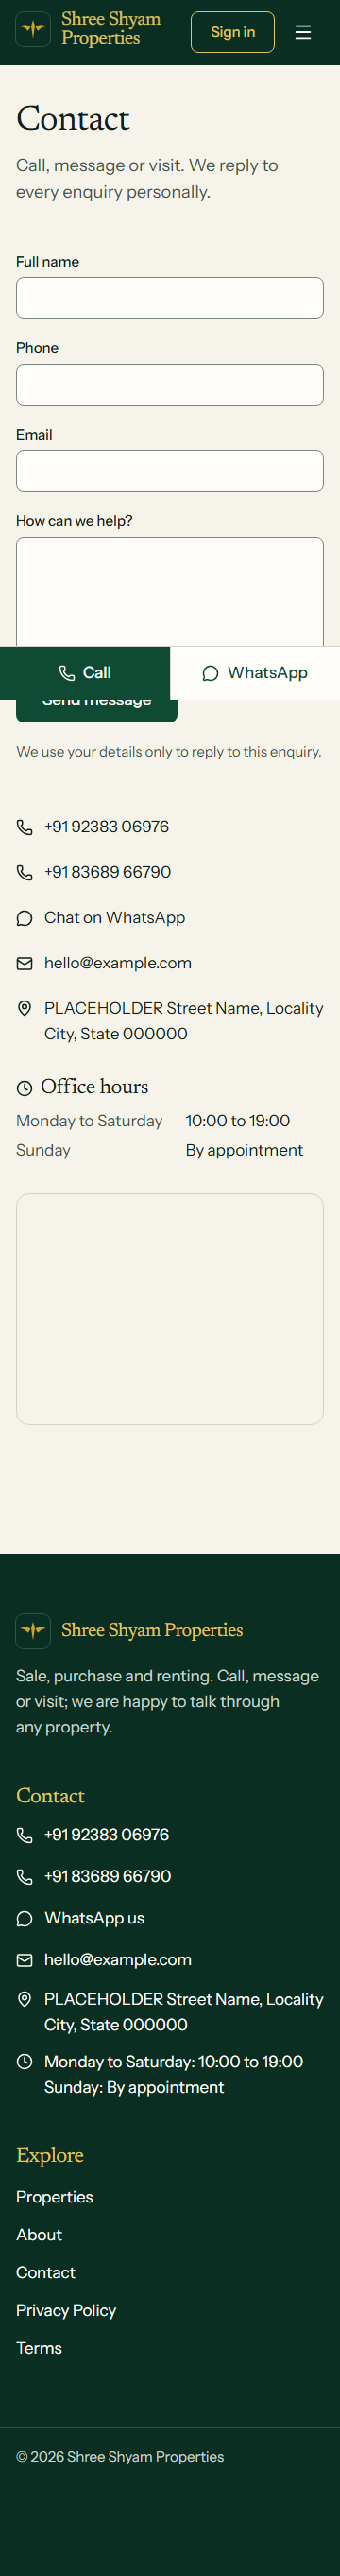 Shree Shyam
Properties
Sign in
Contact
Call, message or visit. We reply to
every enquiry personally.
Full name
Phone
Email
How can we help?
Call
WhatsApp
Send message
We use your details only to reply to this enquiry.
+91 92383 06976
+91 83689 66790
Chat on WhatsApp
hello@example.com
PLACEHOLDER Street Name, Locality
City, State 000000
Office hours
Monday to Saturday 10:00 to 19:00
Sunday By appointment
Shree Shyam Properties
Sale, purchase and renting. Call, message
or visit; we are happy to talk through
any property.
Contact
+91 92383 06976
+91 83689 66790
WhatsApp us
hello@example.com
PLACEHOLDER Street Name, Locality
City, State 000000
Monday to Saturday: 10:00 to 19:00
Sunday: By appointment
Explore
Properties
About
Contact
Privacy Policy
Terms
© 2026 Shree Shyam Properties